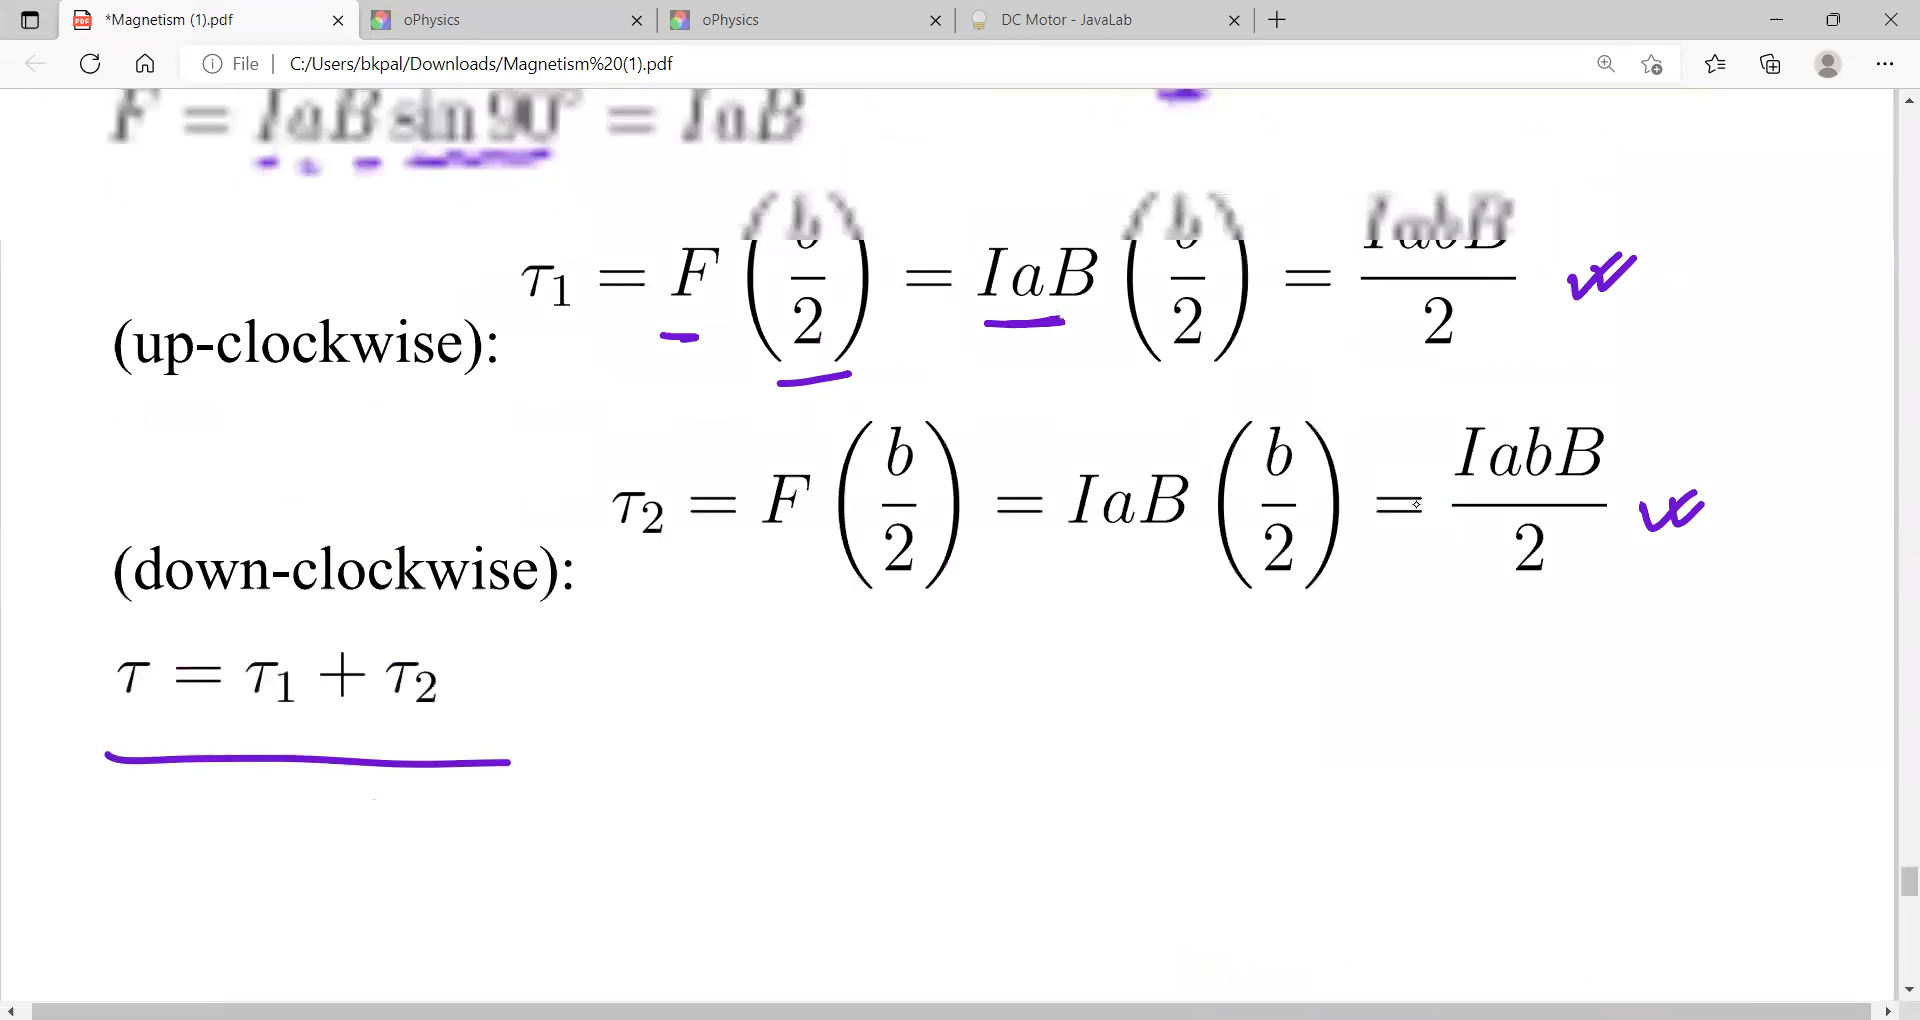 *Magnetism (1).pdf
oPhysics
oPhysics
DC Motor - JavaLab
File
C:/Users/bkpal/Downloads/Magnetism%20(1).pdf
F = IaB sin 90° = IaB
(up-clockwise): τ₁ = F (b/2) = IaB (b/2) = IabB/2
(down-clockwise): τ₂ = F (b/2) = IaB (b/2) = IabB/2
τ = τ₁ + τ₂